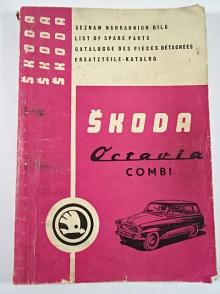 ŠKODA
ŠKODA
ŠKODA
SEZNAM NÁHRADNÍCH DÍLŮ
LIST OF SPARE PARTS
CATALOGUE DES PIÈCES DÉTACHÉES
ERSATZTEILE-KATALOG
ŠKODA
Octavia
COMBI